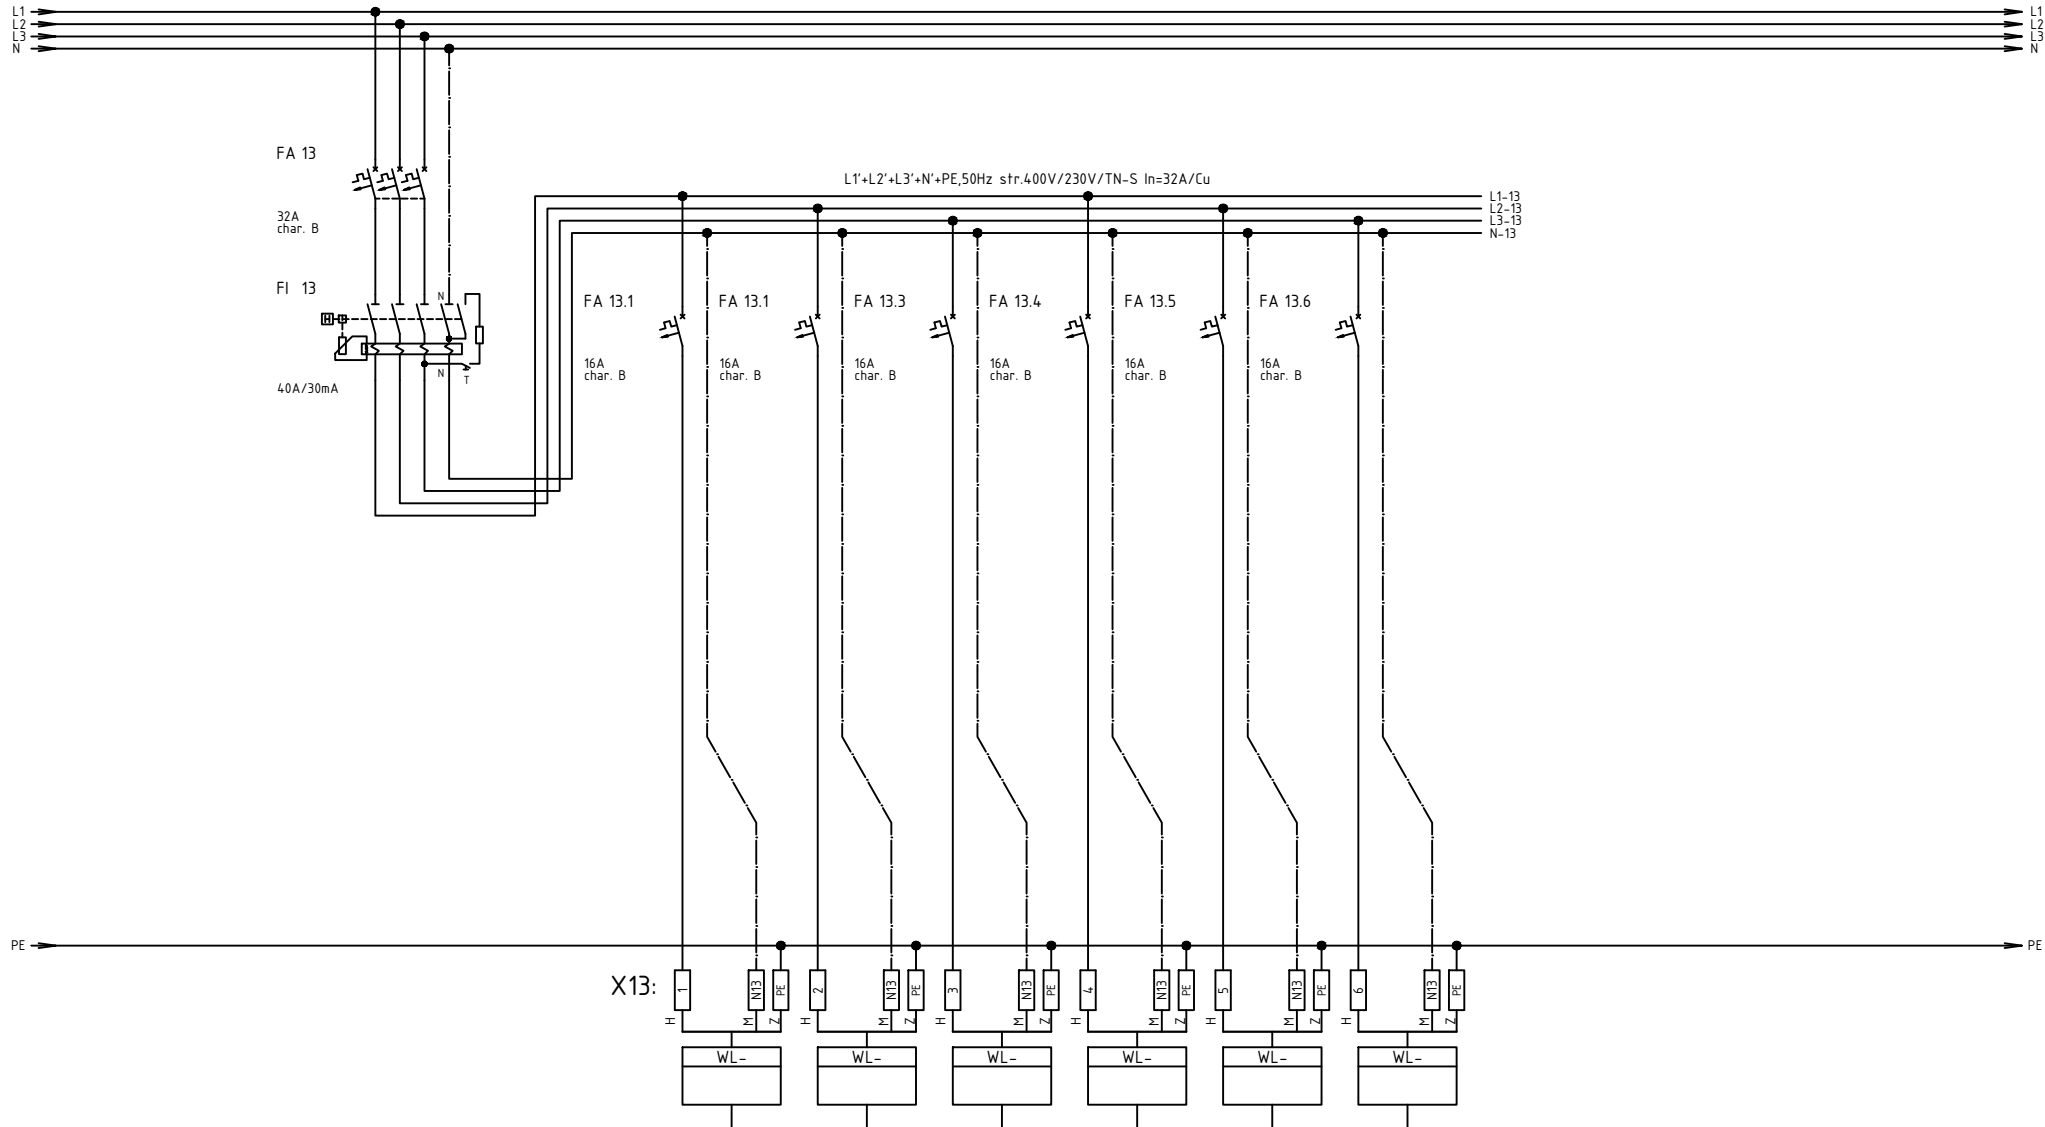 L1 L1
L2 L2
L3 L3
N N
FA 13
L1'+L2'+L3'+N'+PE,50Hz str.400V/230V/TN-S In=32A/Cu
L1-13
L2-13
L3-13
N-13
32A
char. B
FI 13
N
FA 13.1 FA 13.1 FA 13.3 FA 13.4 FA 13.5 FA 13.6
H
16A 16A 16A 16A 16A 16A
char. B char. B char. B char. B char. B char. B
N
T
40A/30mA
PE PE
X13:
1 N13 PE 2 N13 PE 3 N13 PE 4 N13 PE 5 N13 PE 6 N13 PE
H M Z H M Z H M Z H M Z H M Z H M Z
WL- WL- WL- WL- WL- WL-